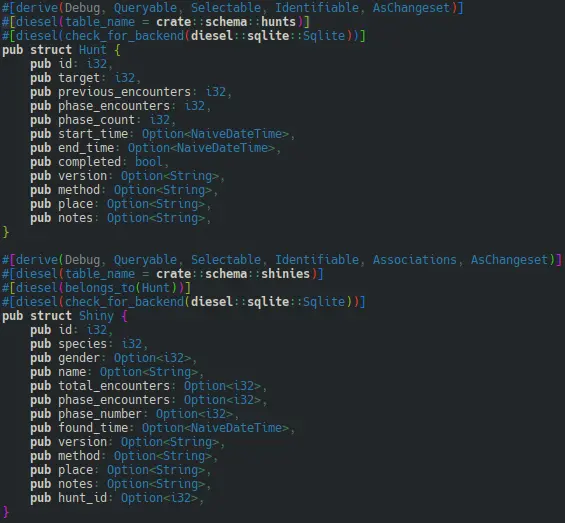 #[derive(Debug, Queryable, Selectable, Identifiable, AsChangeset)]
#[diesel(table_name = crate::schema::hunts)]
#[diesel(check_for_backend(diesel::sqlite::Sqlite))]
pub struct Hunt {
    pub id: i32,
    pub target: i32,
    pub previous_encounters: i32,
    pub phase_encounters: i32,
    pub phase_count: i32,
    pub start_time: Option<NaiveDateTime>,
    pub end_time: Option<NaiveDateTime>,
    pub completed: bool,
    pub version: Option<String>,
    pub method: Option<String>,
    pub place: Option<String>,
    pub notes: Option<String>,
}

#[derive(Debug, Queryable, Selectable, Identifiable, Associations, AsChangeset)]
#[diesel(table_name = crate::schema::shinies)]
#[diesel(belongs_to(Hunt))]
#[diesel(check_for_backend(diesel::sqlite::Sqlite))]
pub struct Shiny {
    pub id: i32,
    pub species: i32,
    pub gender: Option<i32>,
    pub name: Option<String>,
    pub total_encounters: Option<i32>,
    pub phase_encounters: Option<i32>,
    pub phase_number: Option<i32>,
    pub found_time: Option<NaiveDateTime>,
    pub version: Option<String>,
    pub method: Option<String>,
    pub place: Option<String>,
    pub notes: Option<String>,
    pub hunt_id: Option<i32>,
}